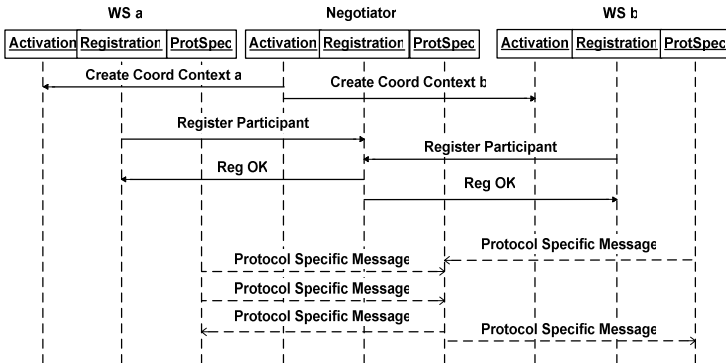 WS a
Negotiator
WS b
Activation Registration ProtSpec Activation Registration ProtSpec Activation Registration ProtSpec
Create Coord Context a
Create Coord Context b
Register Participant
Register Participant
Reg OK
Reg OK
Protocol Specific Message
Protocol Specific Message
Protocol Specific Message
Protocol Specific Message
Protocol Specific Message